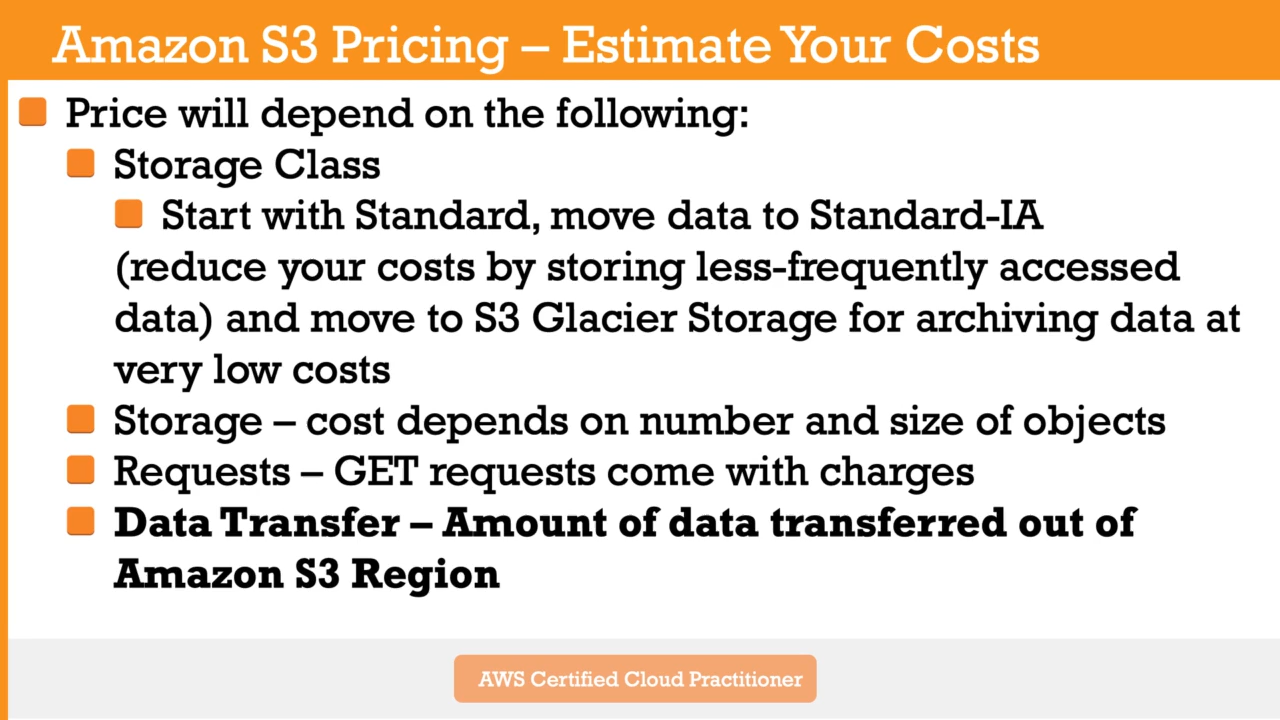 Amazon S3 Pricing – Estimate Your Costs
Price will depend on the following:
Storage Class
Start with Standard, move data to Standard-IA
(reduce your costs by storing less-frequently accessed
data) and move to S3 Glacier Storage for archiving data at
very low costs
Storage – cost depends on number and size of objects
Requests – GET requests come with charges
Data Transfer – Amount of data transferred out of
Amazon S3 Region
AWS Certified Cloud Practitioner